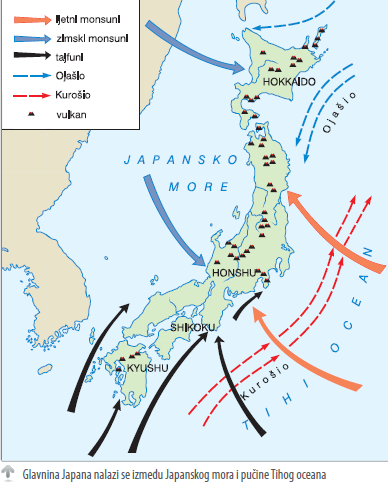 ljetni monsuni
zimski monsuni
tajfuni
Ojašio
Kurošio
vulkan
HOKKAIDO
Ojašio
JAPANSKO
MORE
HONSHU
SHIKOKU
KYUSHU
Kurošio
TIHI OCEAN
Glavnina Japana nalazi se između Japanskog mora i pučine Tihog oceana